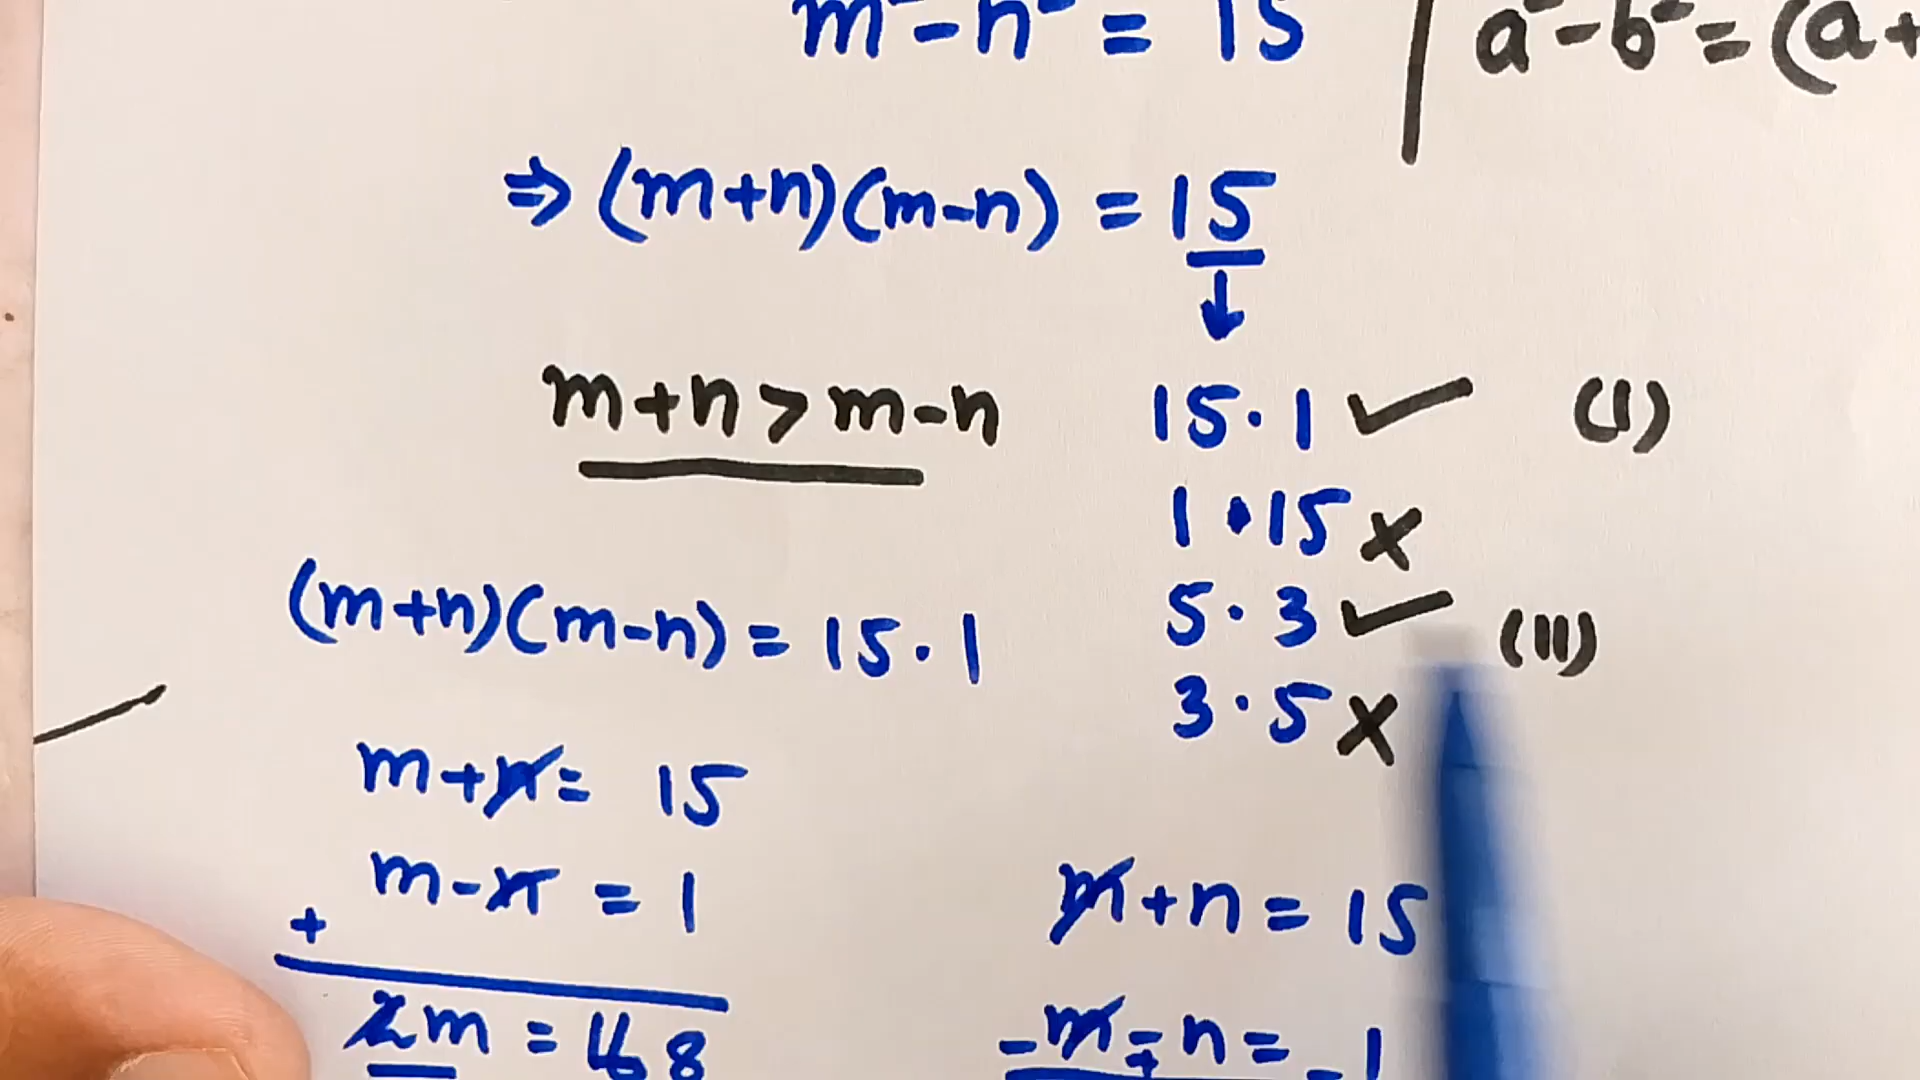 m² - n² = 15
a² - b² = (a+
⇒ (m+n)(m-n) = 15
↓
m+n > m-n
15·1 ✓ (I)
1·15 ×
5·3 ✓ (II)
3·5 ×
(m+n)(m-n) = 15·1
m+n = 15
m-n = 1
+
2m = 16 8
m+n = 15
-m-n = -1
+